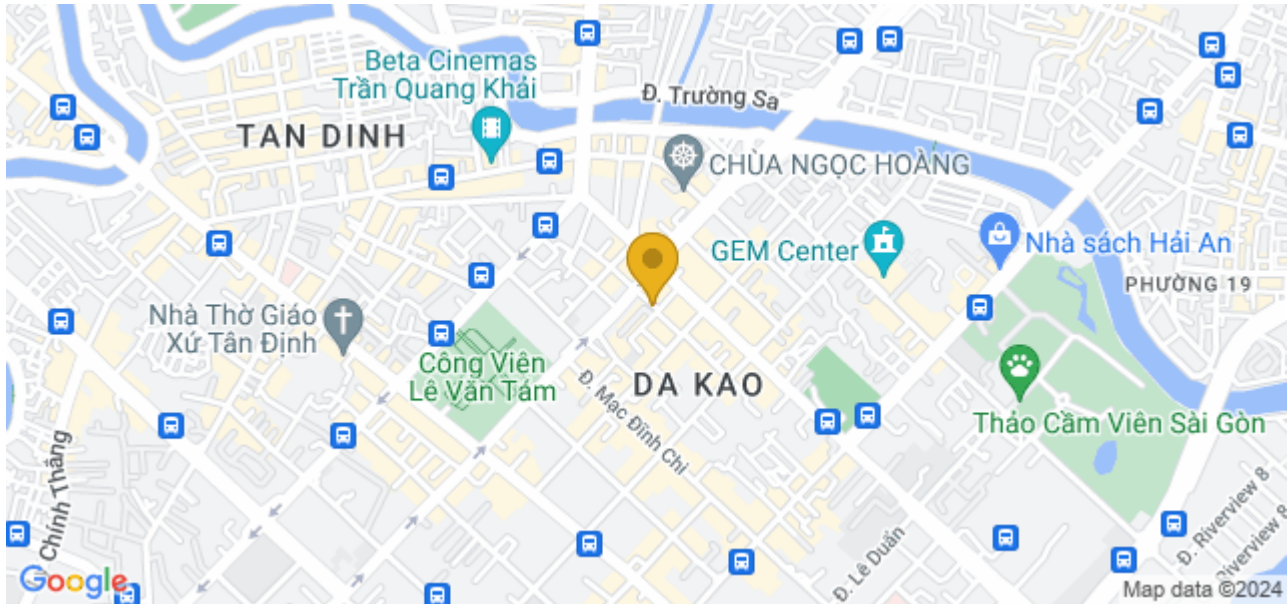 Beta Cinemas
Trần Quang Khải
Đ. Trường Sa
TAN DINH
CHÙA NGỌC HOÀNG
GEM Center
Nhà sách Hải An
PHƯỜNG 19
Nhà Thờ Giáo
Xứ Tân Định
Công Viên
Lê Văn Tám
DA KAO
Đ. Mạc Đĩnh Chi
Thảo Cầm Viên Sài Gòn
Chính Thắng
Đ. Lê Duẩn
Đ. Riverview 8
Riverview 8
Google
Map data ©2024